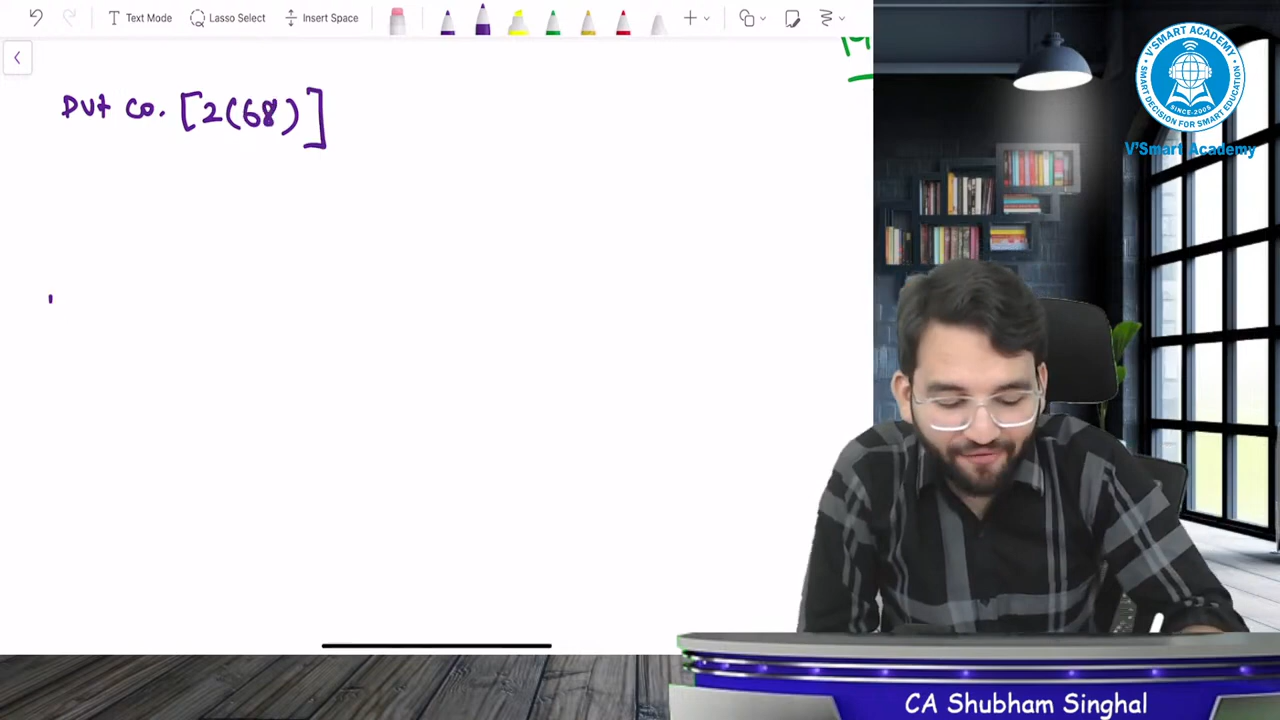 Text Mode Lasso Select Insert Space
Pvt Co. [2(68)]
V'SMART ACADEMY
SMART DECISION FOR SMART EDUCATION
SINCE-2005
V'Smart Academy
CA Shubham Singhal